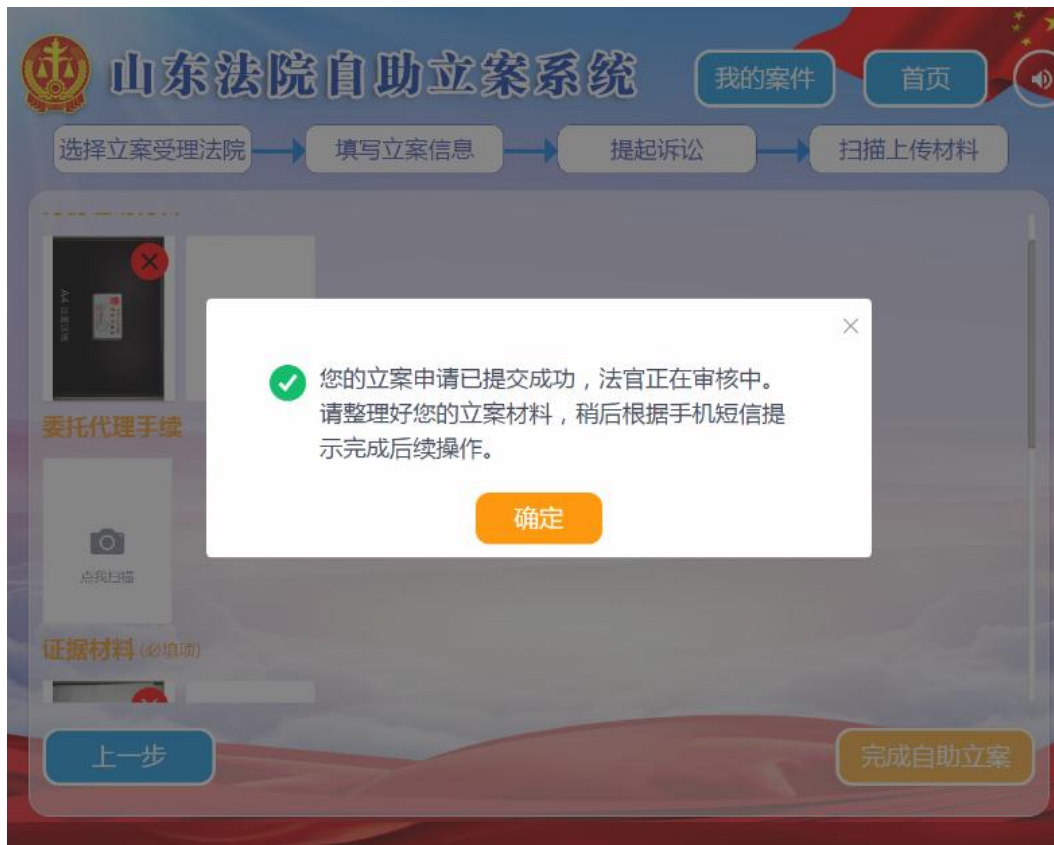 山东法院自助立案系统
我的案件
首页
选择立案受理法院
填写立案信息
提起诉讼
扫描上传材料
您的立案申请已提交成功，法官正在审核中。
请整理好您的立案材料，稍后根据手机短信提
示完成后续操作。
确定
委托代理手续
点我扫描
证据材料 (必填项)
上一步
完成自助立案